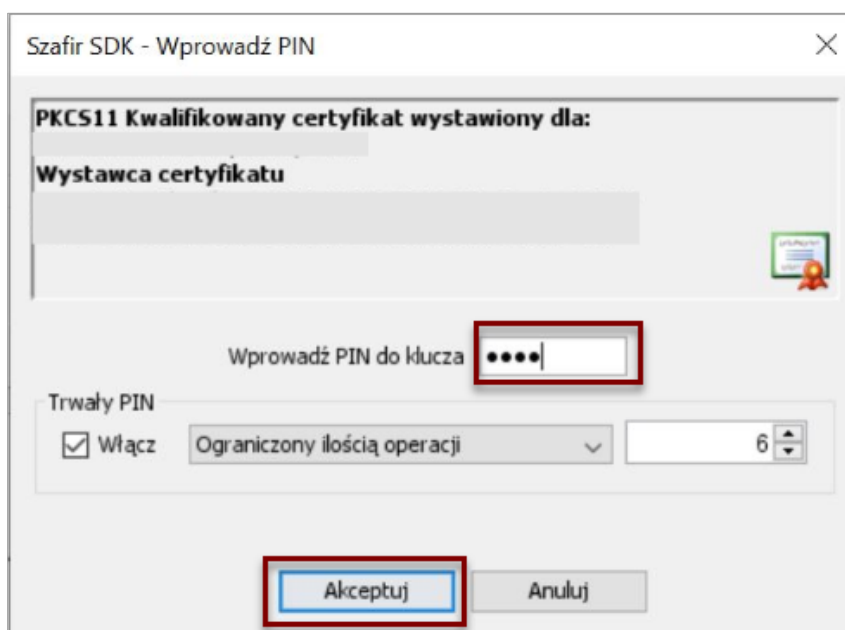 Szafir SDK - Wprowadź PIN
PKCS11 Kwalifikowany certyfikat wystawiony dla:
Wystawca certyfikatu
Wprowadź PIN do klucza ••••
Trwały PIN
Włącz Ograniczony ilością operacji 6
Akceptuj Anuluj